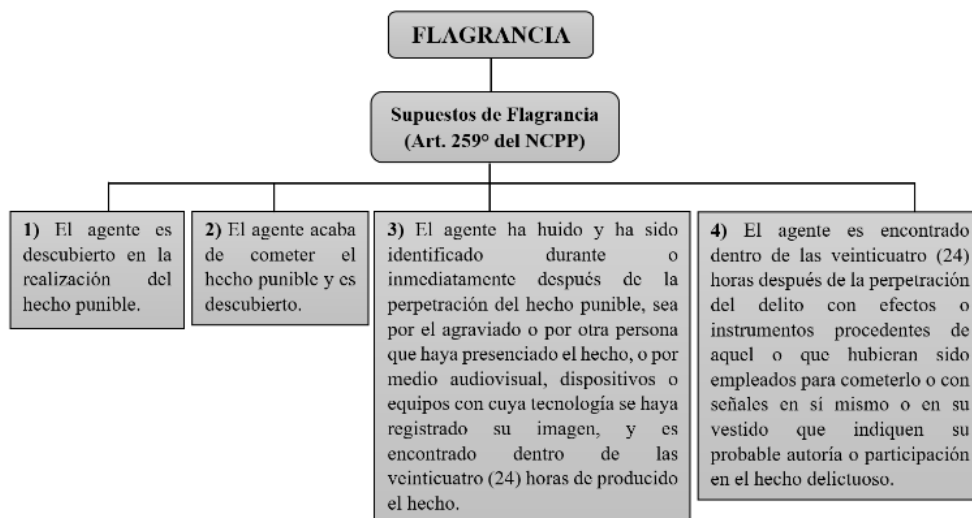 FLAGRANCIA
Supuestos de Flagrancia
(Art. 259° del NCPP)
1) El agente es
descubierto en la
realización del
hecho punible.
2) El agente acaba
de cometer el
hecho punible y es
descubierto.
3) El agente ha huido y ha sido
identificado durante o
inmediatamente después de la
perpetración del hecho punible, sea
por el agraviado o por otra persona
que haya presenciado el hecho, o por
medio audiovisual, dispositivos o
equipos con cuya tecnología se haya
registrado su imagen, y es
encontrado dentro de las
veinticuatro (24) horas de producido
el hecho.
4) El agente es encontrado
dentro de las veinticuatro (24)
horas después de la perpetración
del delito con efectos o
instrumentos procedentes de
aquel o que hubieran sido
empleados para cometerlo o con
señales en sí mismo o en su
vestido que indiquen su
probable autoría o participación
en el hecho delictuoso.